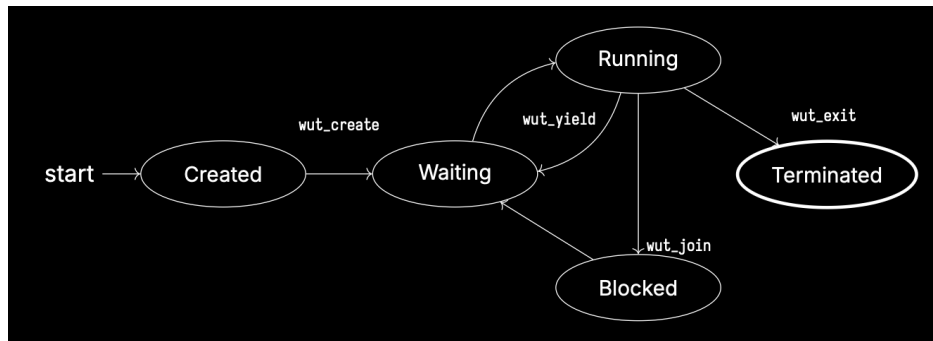 Running
wut_create
wut_yield
wut_exit
start
Created
Waiting
Terminated
wut_join
Blocked